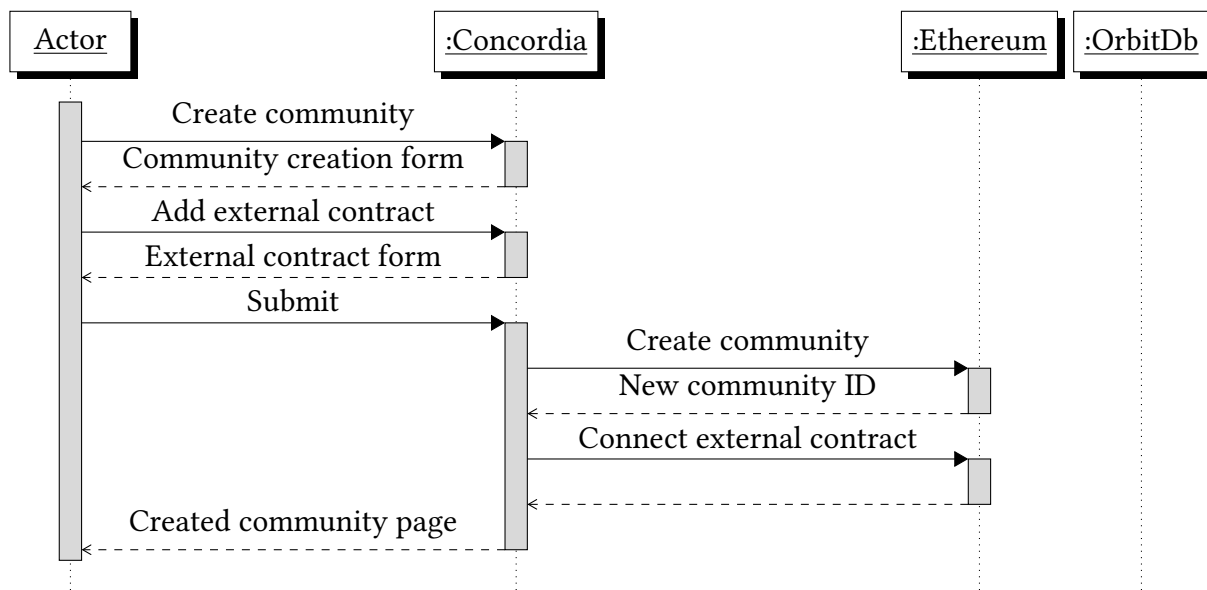 Actor
:Concordia
:Ethereum
:OrbitDb
Create community
Community creation form
Add external contract
External contract form
Submit
Create community
New community ID
Connect external contract
Created community page